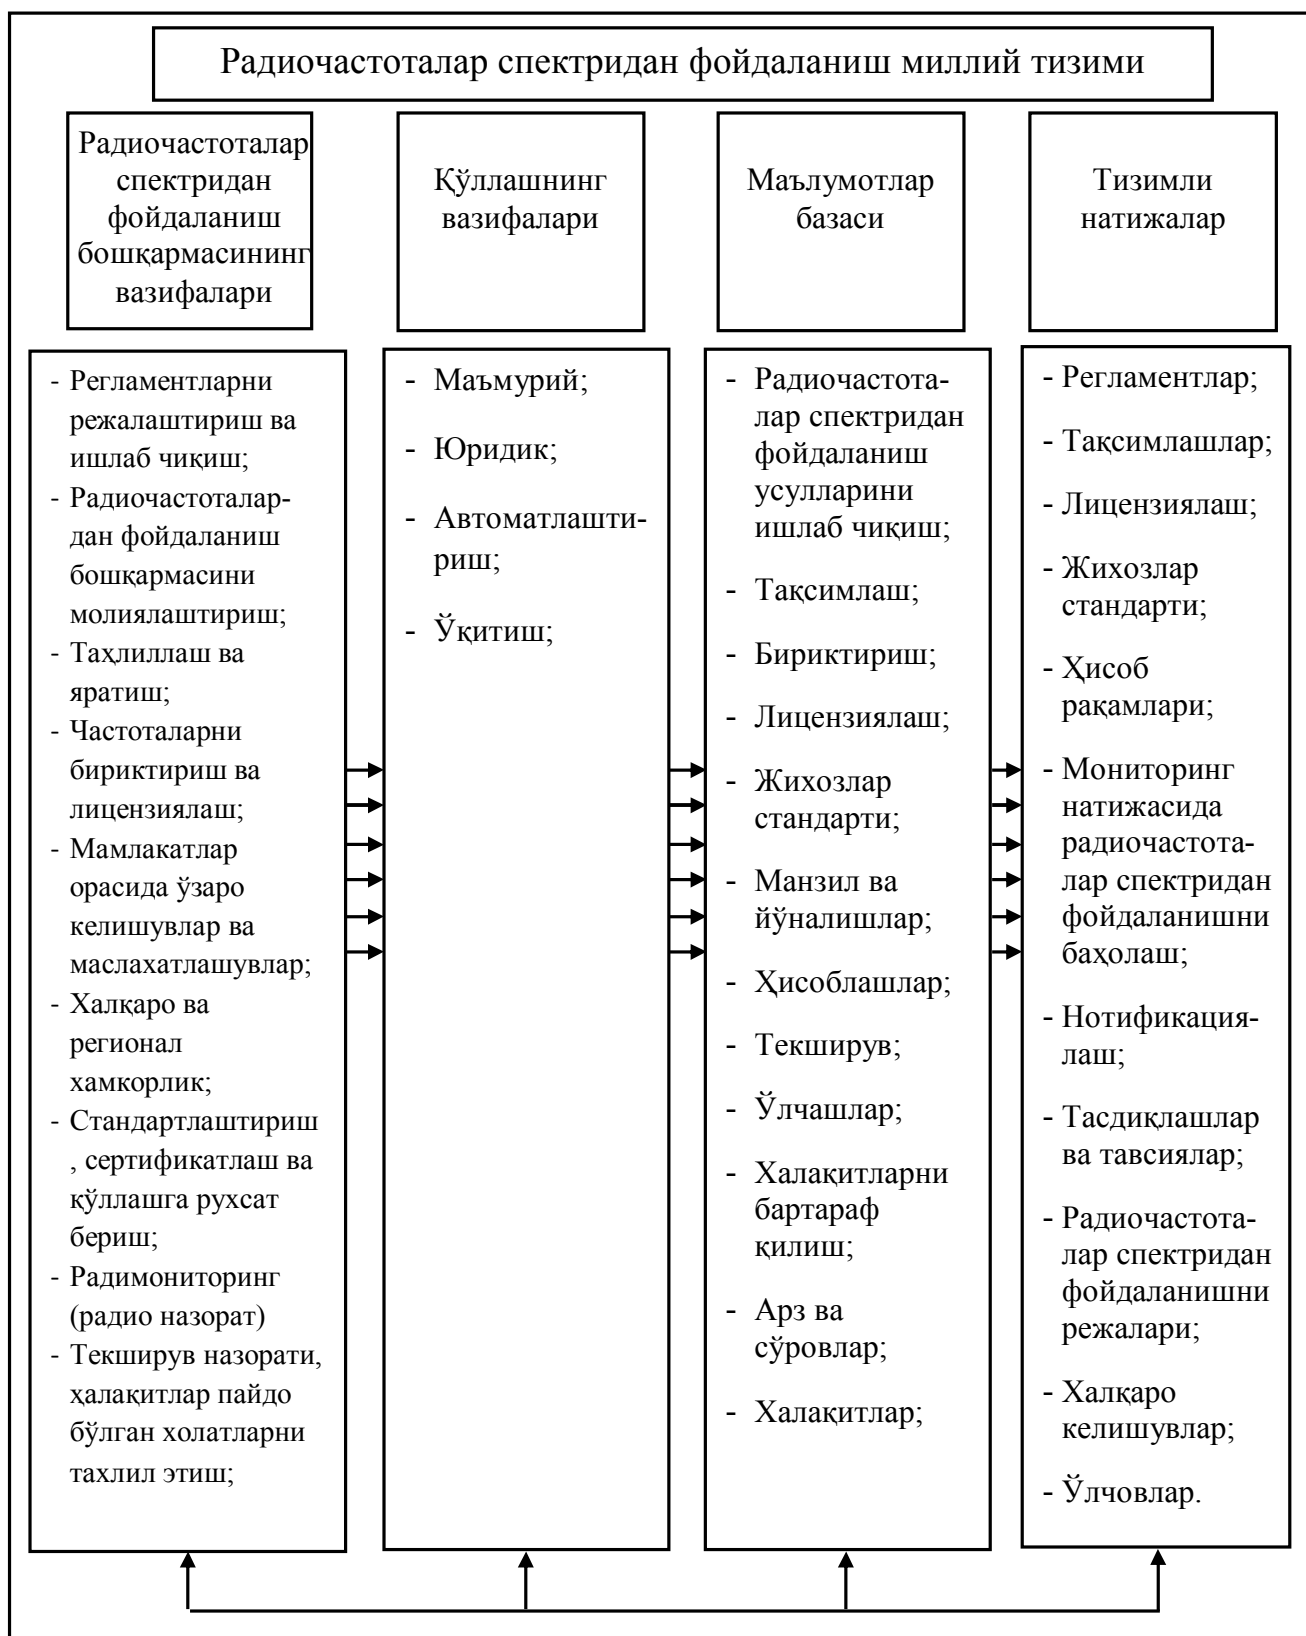 Радиочастоталар спектридан фойдаланиш миллий тизими
Радиочастоталар
спектридан
фойдаланиш
бошқармасининг
вазифалари
Қўллашнинг
вазифалари
Маълумотлар
базаси
Тизимли
натижалар
- Регламентларни
режалаштириш ва
ишлаб чиқиш;
- Радиочастоталар-
дан фойдаланиш
бошқармасини
молиялаштириш;
- Таҳлиллаш ва
яратиш;
- Частоталарни
бириктириш ва
лицензиялаш;
- Мамлакатлар
орасида ўзаро
келишувлар ва
маслахатлашувлар;
- Халқаро ва
регионал
хамкорлик;
- Стандартлаштириш
, сертификатлаш ва
қўллашга рухсат
бериш;
- Радимониторинг
(радио назорат)
- Текширув назорати,
ҳалақитлар пайдо
бўлган холатларни
тахлил этиш;
- Маъмурий;
- Юридик;
- Автоматлашти-
риш;
- Ўқитиш;
- Радиочастота-
лар спектридан
фойдаланиш
усулларини
ишлаб чиқиш;
- Тақсимлаш;
- Бириктириш;
- Лицензиялаш;
- Жихозлар
стандарти;
- Манзил ва
йўналишлар;
- Ҳисоблашлар;
- Текширув;
- Ўлчашлар;
- Халақитларни
бартараф
қилиш;
- Арз ва
сўровлар;
- Халақитлар;
- Регламентлар;
- Тақсимлашлар;
- Лицензиялаш;
- Жихозлар
стандарти;
- Ҳисоб
рақамлари;
- Мониторинг
натижасида
радиочастота-
лар спектридан
фойдаланишни
баҳолаш;
- Нотификация-
лаш;
- Тасдиқлашлар
ва тавсиялар;
- Радиочастота-
лар спектридан
фойдаланишни
режалари;
- Халқаро
келишувлар;
- Ўлчовлар.